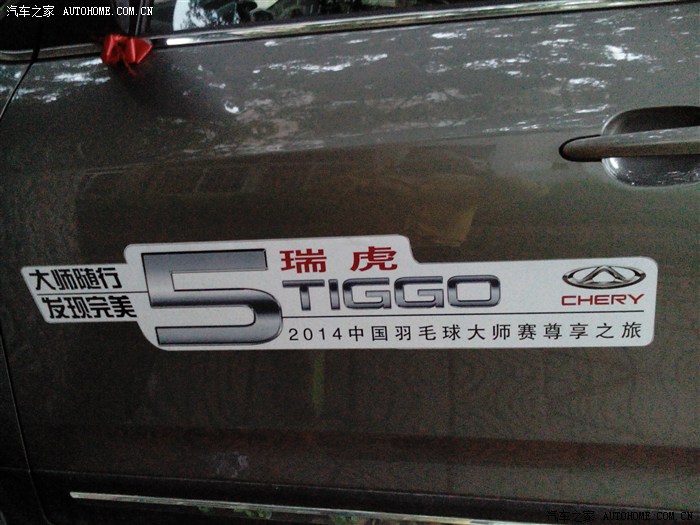 汽车之家 AUTOHOME.COM.CN
大师随行
发现完美
5
瑞虎
TIGGO
2014中国羽毛球大师赛尊享之旅
CHERY
汽车之家 AUTOHOME.COM.CN